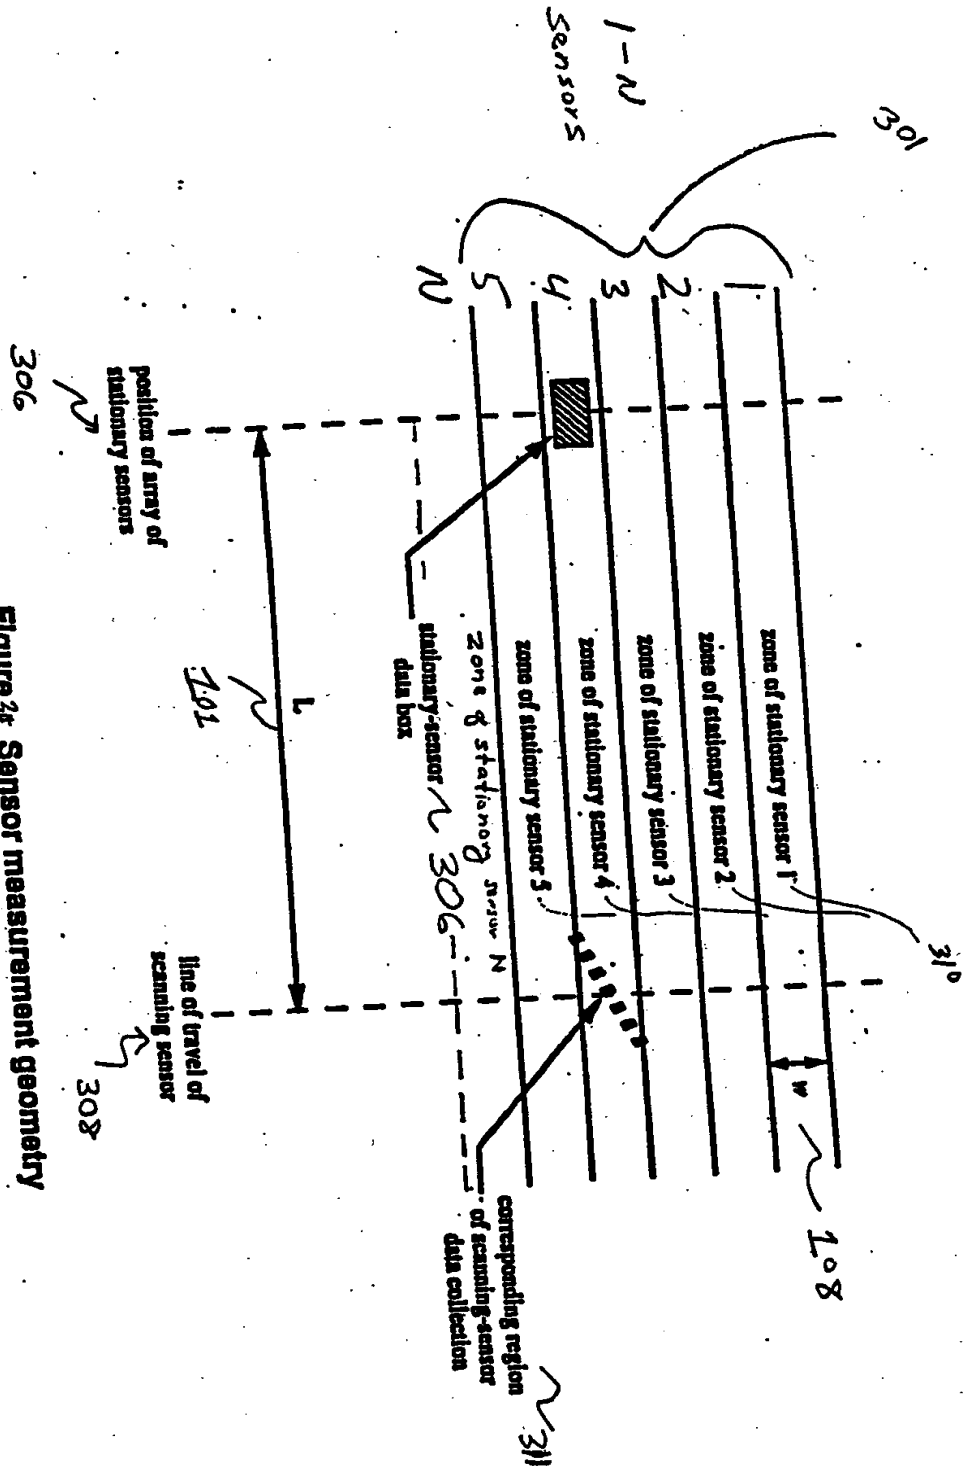 301
1-N
sensors
1
2
3
4
5
N
zone of stationary sensor 1
zone of stationary sensor 2
zone of stationary sensor 3
zone of stationary sensor 4
zone of stationary sensor 5
zone of stationary sensor N
310
w
108
stationary-sensor
data box
306
corresponding region
of scanning-sensor
data collection
311
L
101
position of array of
stationary sensors
306
line of travel of
scanning sensor
308
Sensor measurement geometry